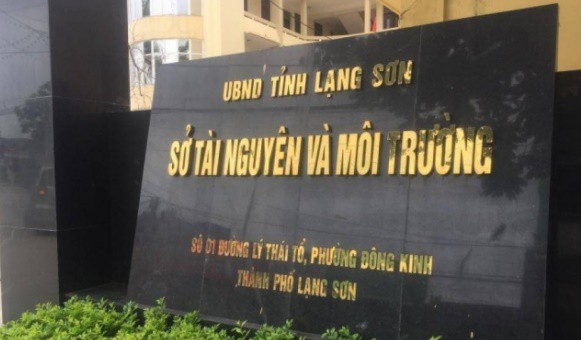 UBND TỈNH LẠNG SƠN
SỞ TÀI NGUYÊN VÀ MÔI TRƯỜNG
SỐ 01 ĐƯỜNG LÝ THÁI TỔ, PHƯỜNG ĐÔNG KINH
THÀNH PHỐ LẠNG SƠN